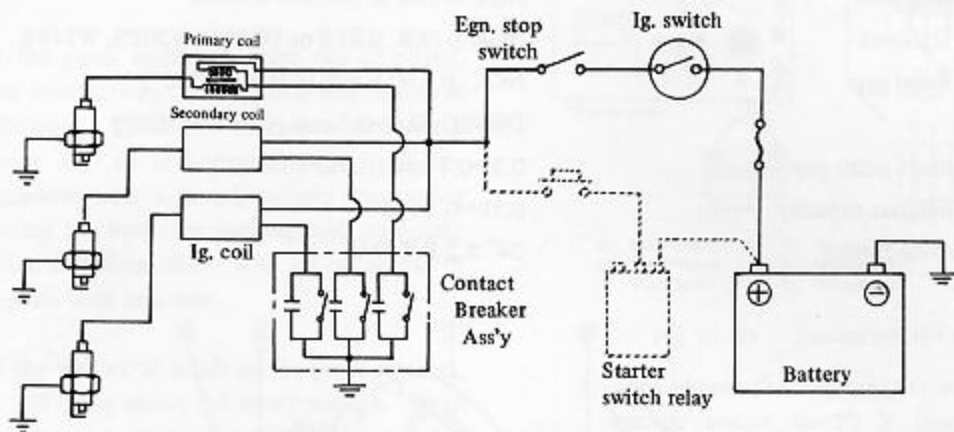 Primary coil
Secondary coil
Ig. coil
Contact
Breaker
Ass'y
Egn. stop
switch
Ig. switch
Starter
switch relay
Battery
⊕
⊖